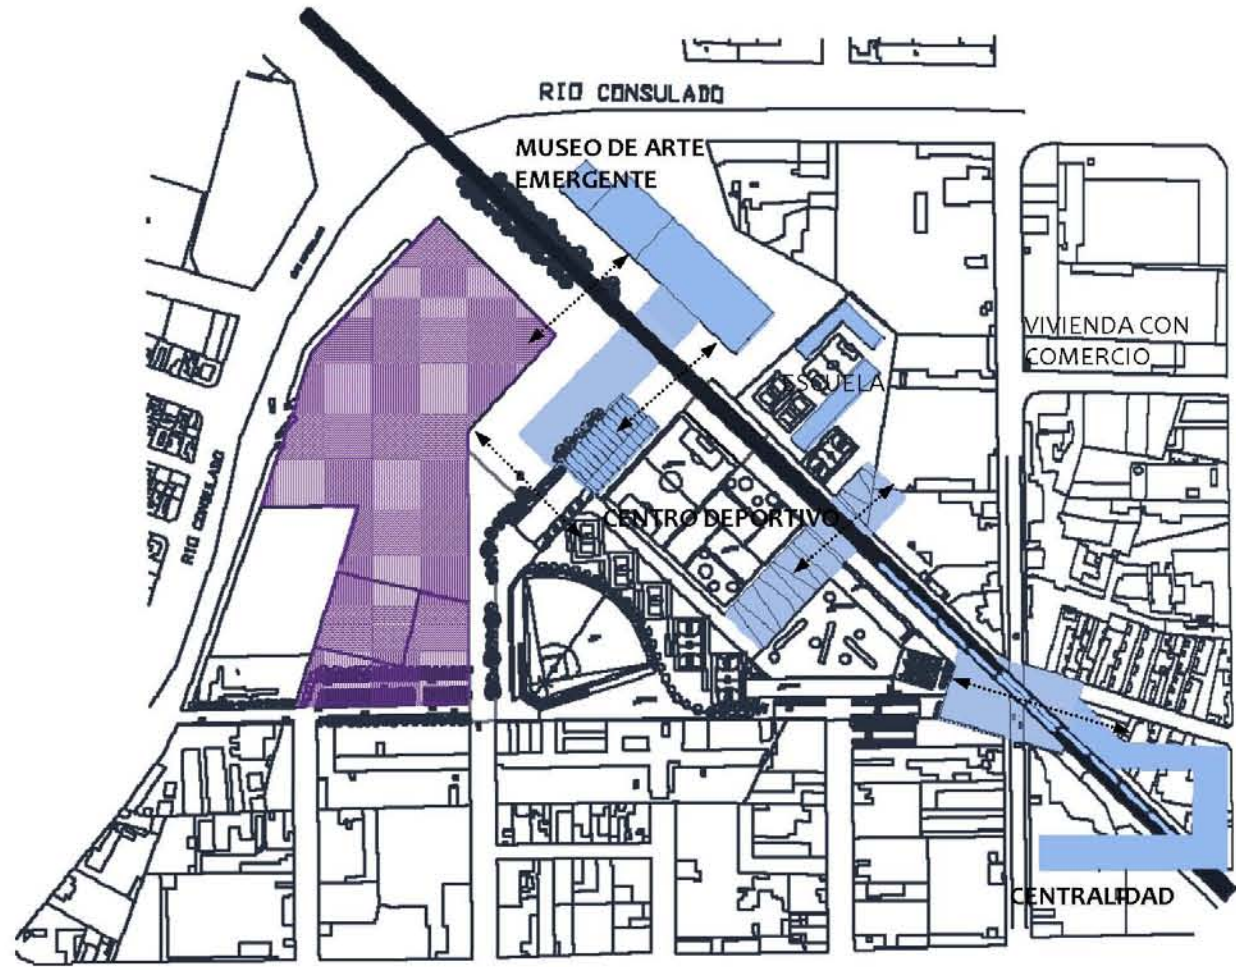 RIO CONSULADO
MUSEO DE ARTE
EMERGENTE
VIVIENDA CON
COMERCIO
ESCUELA
RIO CONSULADO
CENTRO DEPORTIVO
CENTRALIDAD